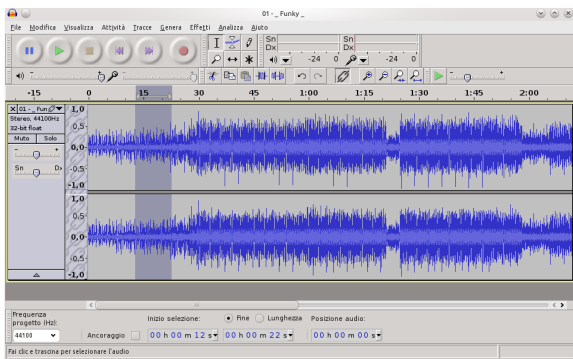 01 - _ Funky _
File Modifica Visualizza Attività Tracce Genera Effetti Analizza Aiuto
Sn Dx
Sn Dx
-24 0
-24 0
-15 0 15 30 45 1:00 1:15 1:30 1:45 2:00
01 - _ Fun
Stereo, 44100Hz
32-bit float
Muto Solo
- +
Sn Dx
1,0
0,5
0,0
-0,5
-1,0
1,0
0,5
0,0
-0,5
-1,0
Frequenza
progetto (Hz):
Inizio selezione: Fine Lunghezza Posizione audio:
44100 Ancoraggio 00 h 00 m 12 s 00 h 00 m 22 s 00 h 00 m 00 s
Fai clic e trascina per selezionare l'audio